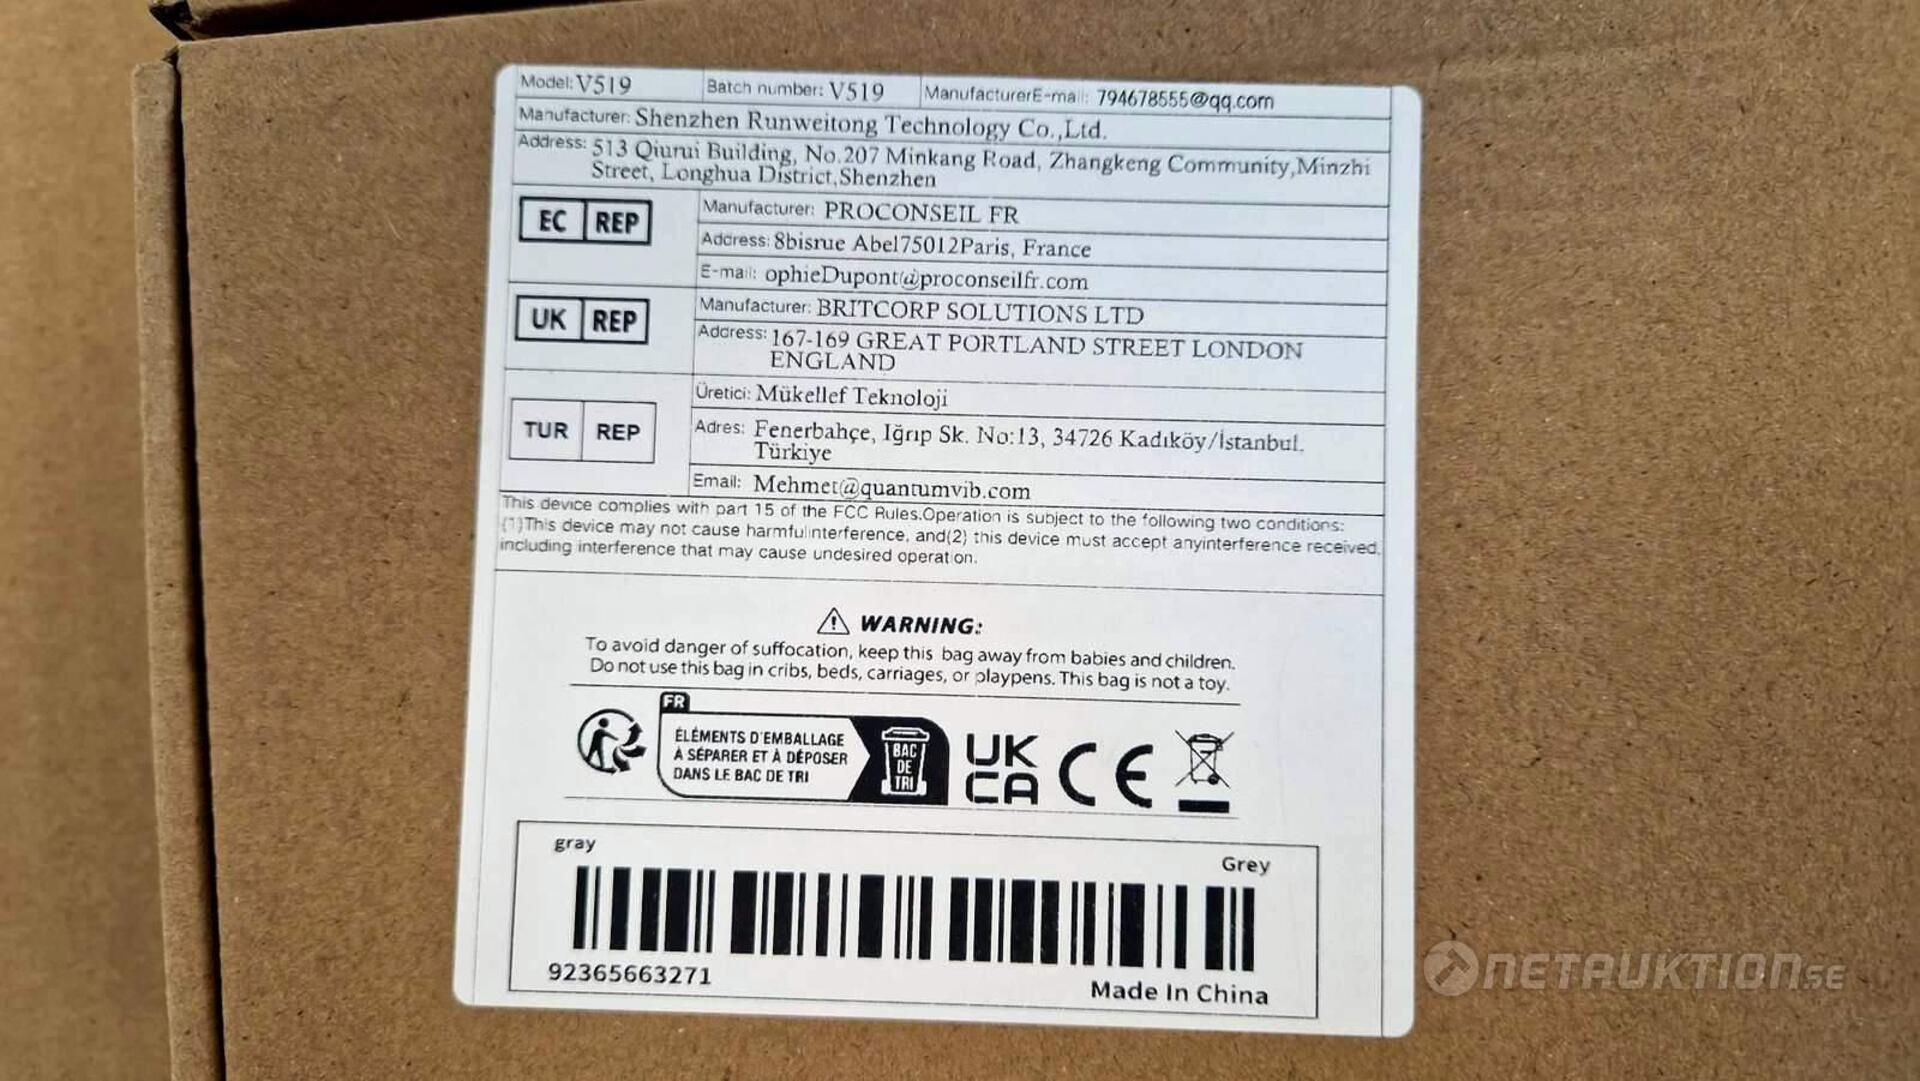 Model: V519 Batch number: V519 ManufacturerE-mail: 794678555@qq.com
Manufacturer: Shenzhen Runweitong Technology Co.,Ltd.
Address: 513 Qiurui Building, No.207 Minkang Road, Zhangkeng Community,Minzhi
Street, Longhua District,Shenzhen
EC REP
Manufacturer: PROCONSEIL FR
Address: 8bisrue Abel75012Paris, France
E-mail: ophieDupont@proconseilfr.com
UK REP
Manufacturer: BRITCORP SOLUTIONS LTD
Address: 167-169 GREAT PORTLAND STREET LONDON
ENGLAND
TUR REP
Üretici: Mükellef Teknoloji
Adres: Fenerbahçe, Iğrıp Sk. No:13, 34726 Kadıköy/İstanbul,
Türkiye
Email: Mehmet@quantumvib.com
This device complies with part 15 of the FCC Rules.Operation is subject to the following two conditions:
(1)This device may not cause harmfulinterference, and(2) this device must accept anyinterference received,
including interference that may cause undesired operation.
WARNING:
To avoid danger of suffocation, keep this bag away from babies and children.
Do not use this bag in cribs, beds, carriages, or playpens. This bag is not a toy.
FR
ÉLÉMENTS D'EMBALLAGE
À SÉPARER ET À DÉPOSER
DANS LE BAC DE TRI
BAC
DE
TRI
UK
CA
CE
gray
Grey
92365663271
Made In China
NETAUKTION.SE